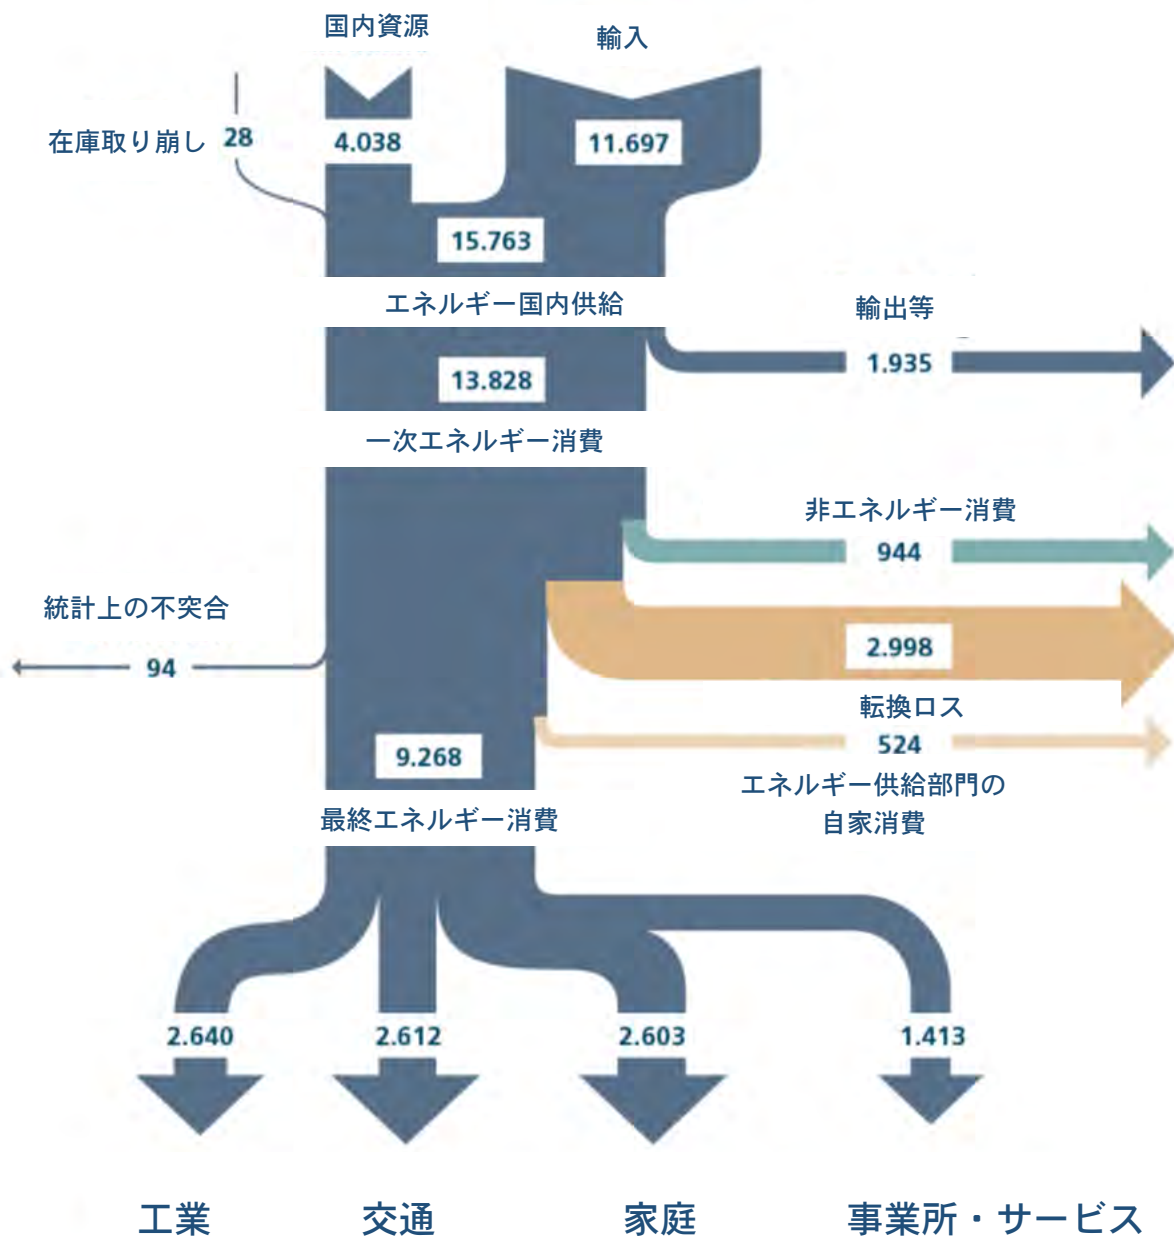 国内資源
輸入
在庫取り崩し 28
4.038
11.697
15.763
エネルギー国内供給
輸出等
13.828
1.935
一次エネルギー消費
非エネルギー消費
944
統計上の不突合
94
2.998
転換ロス
9.268
524
エネルギー供給部門の
自家消費
最終エネルギー消費
2.640
2.612
2.603
1.413
工業
交通
家庭
事業所・サービス